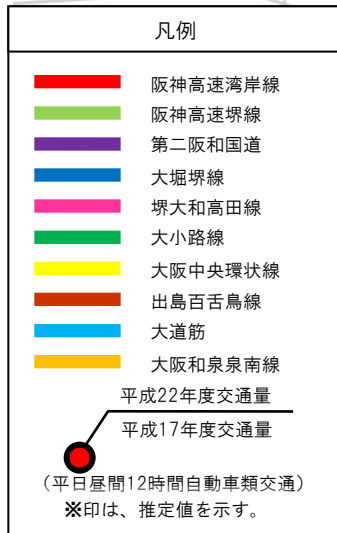 凡例
阪神高速湾岸線
阪神高速堺線
第二阪和国道
大堀堺線
堺大和高田線
大小路線
大阪中央環状線
出島百舌鳥線
大道筋
大阪和泉泉南線
平成22年度交通量
平成17年度交通量
(平日昼間12時間自動車類交通)
※印は、推定値を示す。